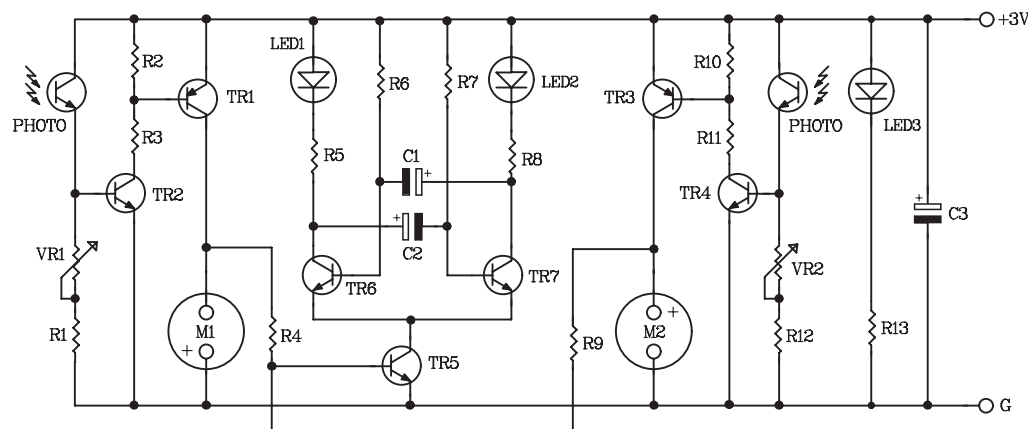 +3V
LED1
R2
R6
R7
R10
TR1
LED2
TR3
PHOTO
PHOTO
LED3
R3
R11
R5
C1
+
R8
TR2
TR4
+
C2
+
C3
VR1
TR6
TR7
VR2
R1
M1
+
R4
M2
+
R9
R12
R13
TR5
G